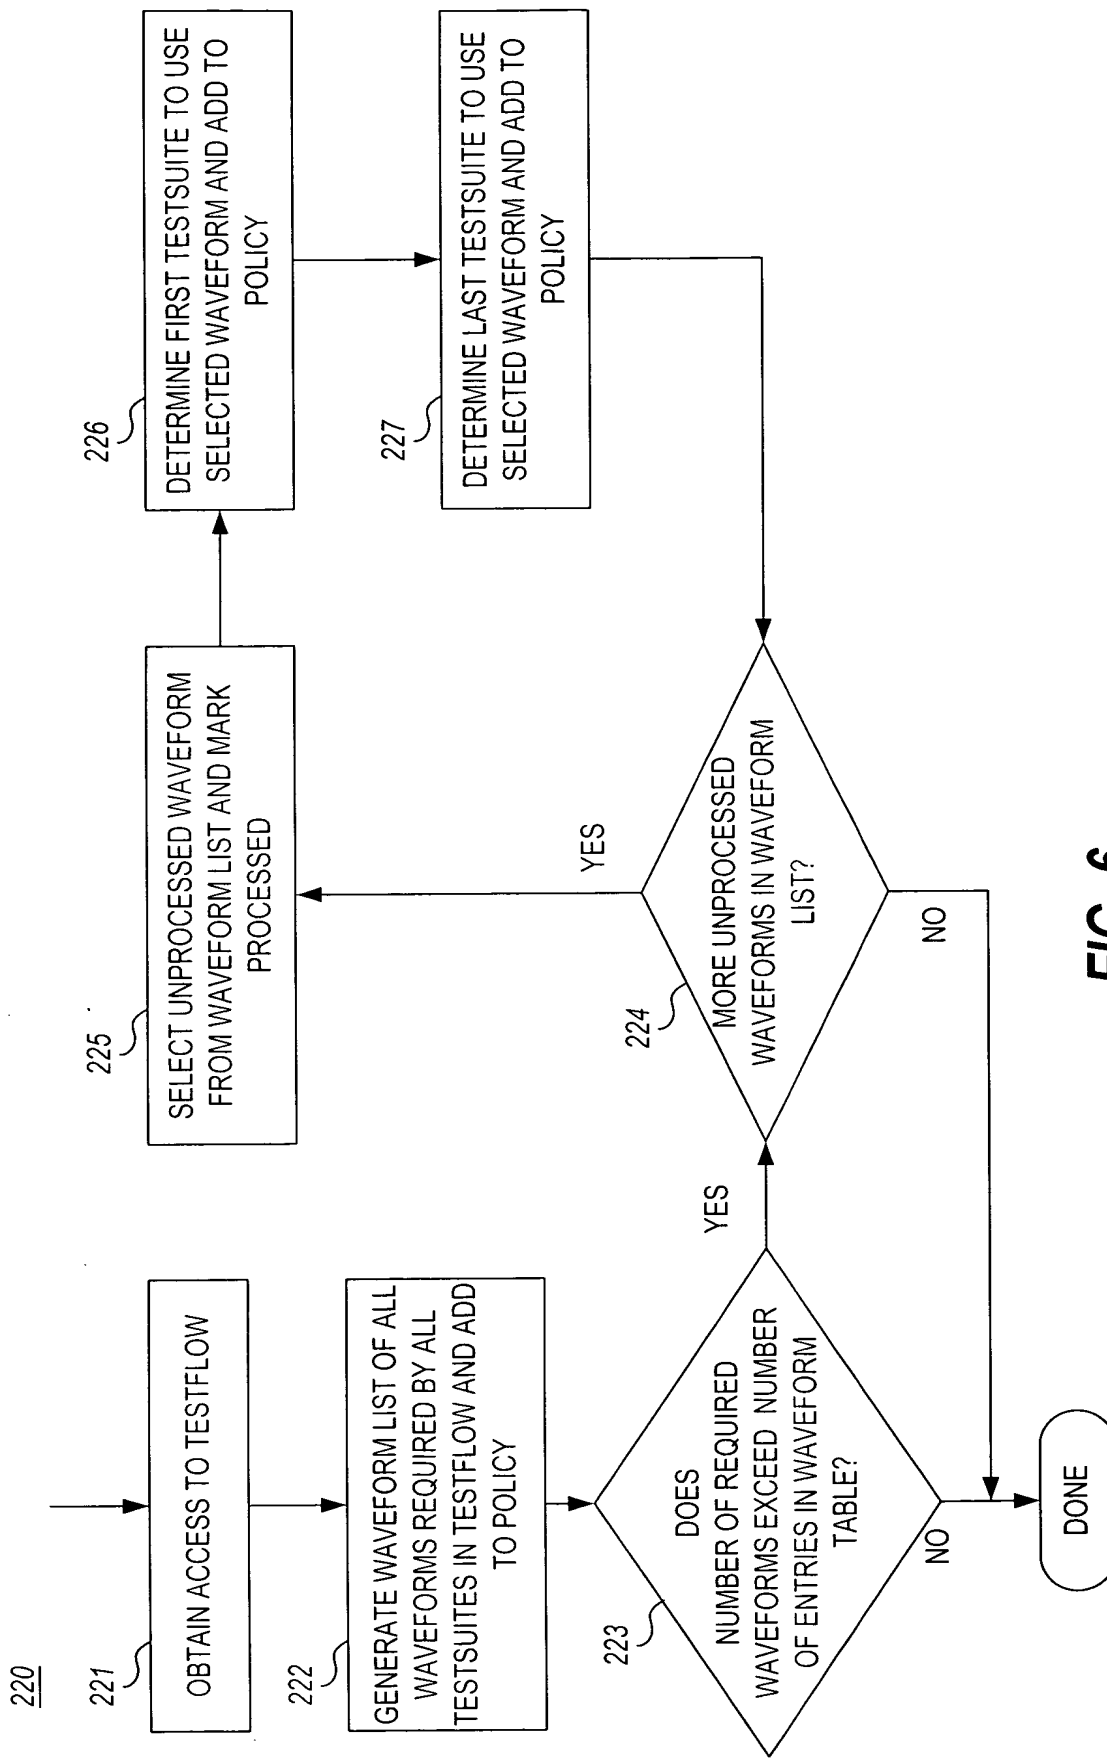 220
221
OBTAIN ACCESS TO TESTFLOW
222
GENERATE WAVEFORM LIST OF ALL
WAVEFORMS REQUIRED BY ALL
TESTSUITES IN TESTFLOW AND ADD
TO POLICY
223
DOES
NUMBER OF REQUIRED
WAVEFORMS EXCEED NUMBER
OF ENTRIES IN WAVEFORM
TABLE?
YES
NO
DONE
224
MORE UNPROCESSED
WAVEFORMS IN WAVEFORM
LIST?
YES
NO
225
SELECT UNPROCESSED WAVEFORM
FROM WAVEFORM LIST AND MARK
PROCESSED
226
DETERMINE FIRST TESTSUITE TO USE
SELECTED WAVEFORM AND ADD TO
POLICY
227
DETERMINE LAST TESTSUITE TO USE
SELECTED WAVEFORM AND ADD TO
POLICY
FIG. 6